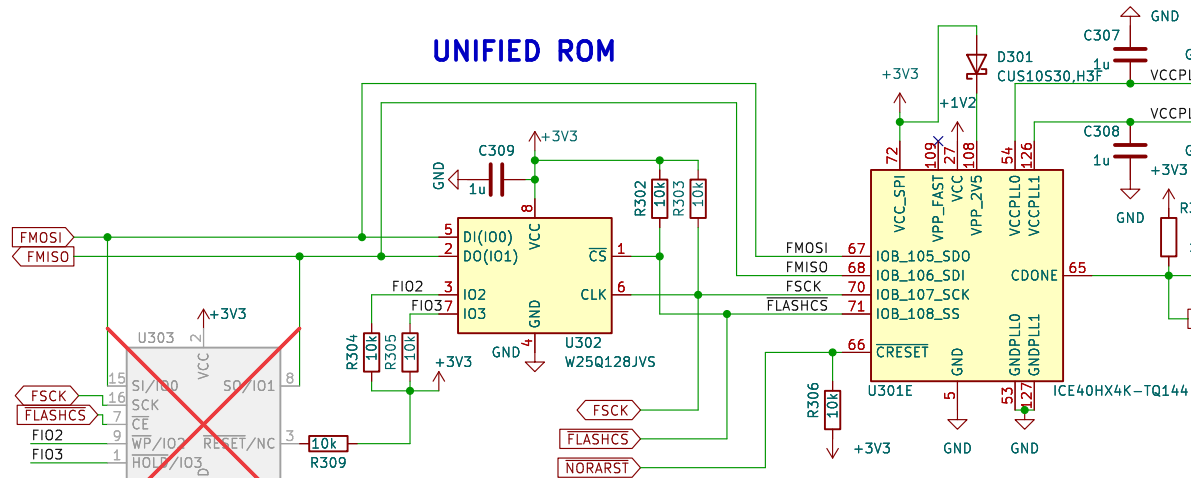 UNIFIED ROM
GND
C307
1u
VCCPL
D301
CUS10S30,H3F
+3V3
+1V2
VCCPL
C308
1u
GND
+3V3
72
109
27
108
54
126
VCC_SPI
VPP_FAST
VCC
VPP_2V5
VCCPLL0
VCCPLL1
+3V3
C309
GND
1u
8
R302
10k
R303
10k
FMOSI
FMISO
5
DI(IO0)
2
DO(IO1)
VCC
CS
1
3
IO2
7
IO3
CLK
6
GND
4
GND
U302
W25Q128JVS
FIO2
FIO3
R304
10k
R305
10k
+3V3
FMOSI
67
IOB_105_SDO
FMISO
68
IOB_106_SDI
FSCK
70
IOB_107_SCK
FLASHCS
71
IOB_108_SS
66
CRESET
CDONE
65
GND
GNDPLL0
GNDPLL1
U301E
ICE40HX4K-TQ144
5
53
127
GND
GND
R306
10k
+3V3
FSCK
FLASHCS
NORARST
+3V3
U303
2
VCC
15
SI/IO0
SO/IO1
8
FSCK
16
SCK
FLASHCS
7
CE
FIO2
9
WP/IO2
RESET/NC
3
10k
R309
FIO3
1
HOLD/IO3
D